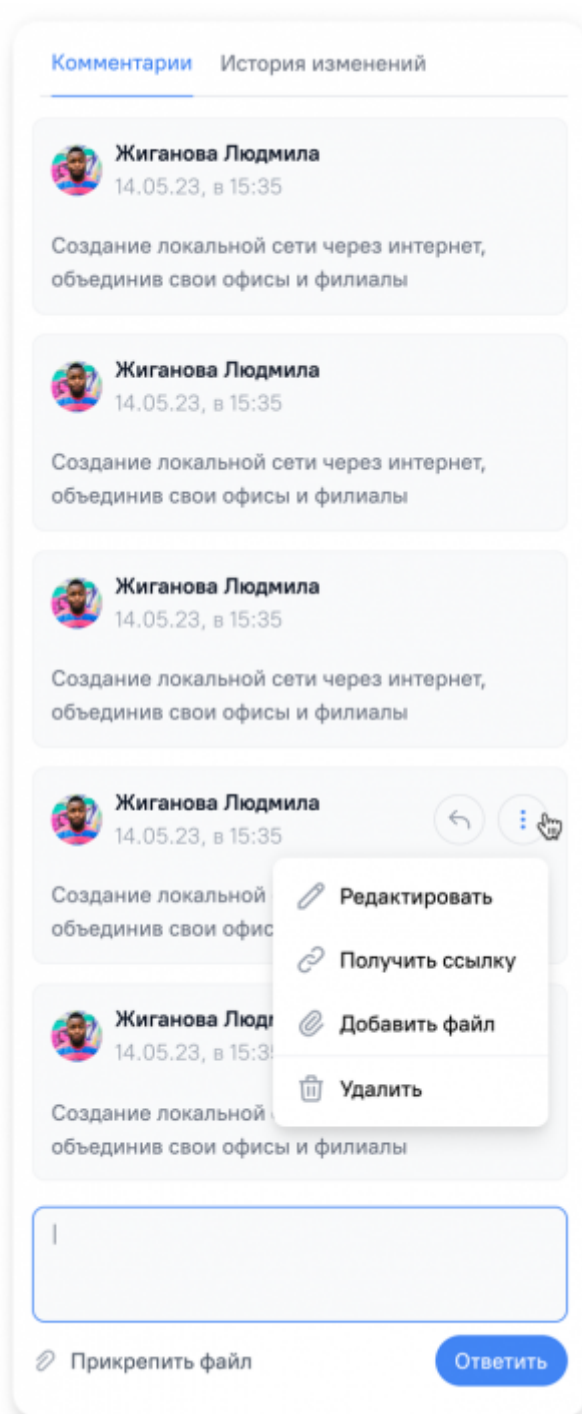 Комментарии История изменений
Жиганова Людмила
14.05.23, в 15:35
Создание локальной сети через интернет,
объединив свои офисы и филиалы
Жиганова Людмила
14.05.23, в 15:35
Создание локальной сети через интернет,
объединив свои офисы и филиалы
Жиганова Людмила
14.05.23, в 15:35
Создание локальной сети через интернет,
объединив свои офисы и филиалы
Жиганова Людмила
14.05.23, в 15:35
Создание локальной
объединив свои
Редактировать
Получить ссылку
Добавить файл
Удалить
Жиганова
14.05.23, в
Создание локальной
объединив свои офисы и филиалы
Прикрепить файл
Ответить